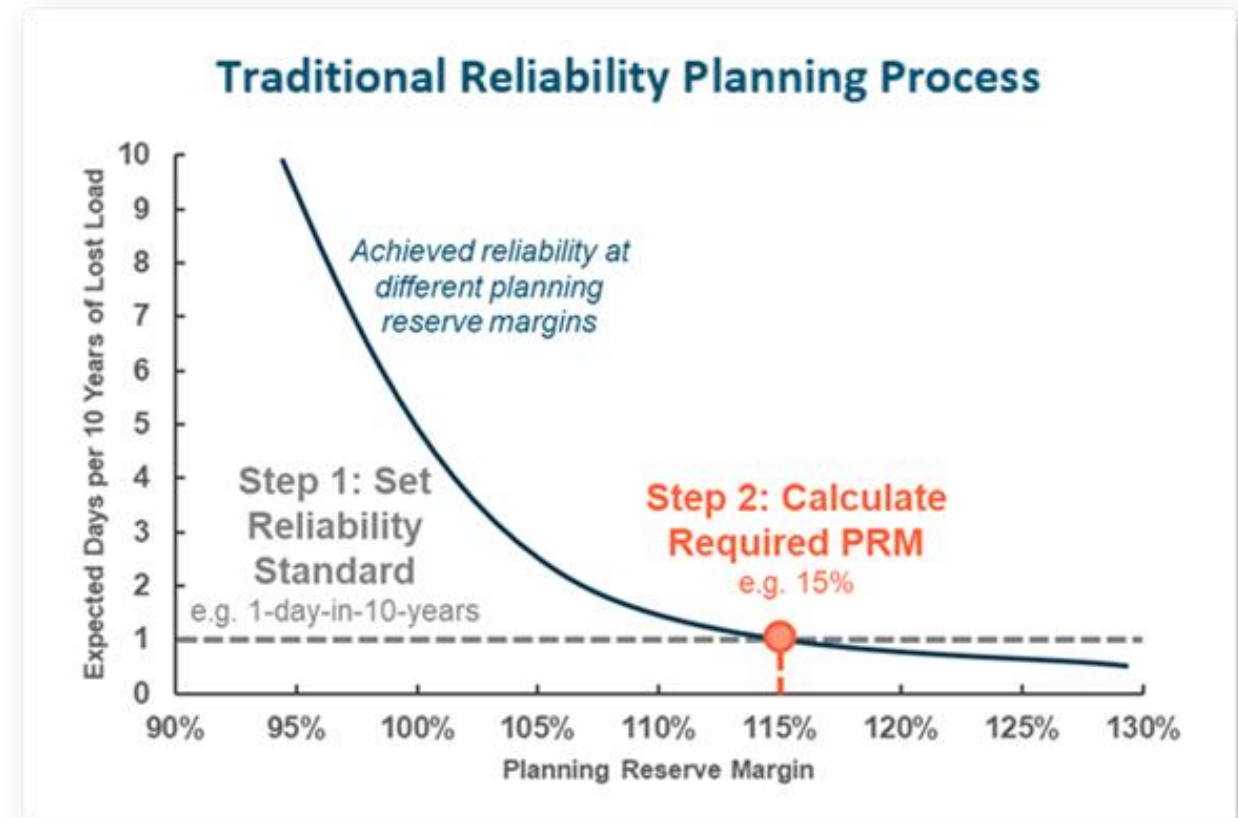 Traditional Reliability Planning Process
Expected Days per 10 Years of Lost Load
10
9
8
7
6
5
4
3
2
1
0
Achieved reliability at
different planning
reserve margins
Step 1: Set
Reliability
Standard
e.g. 1-day-in-10-years
Step 2: Calculate
Required PRM
e.g. 15%
90% 95% 100% 105% 110% 115% 120% 125% 130%
Planning Reserve Margin